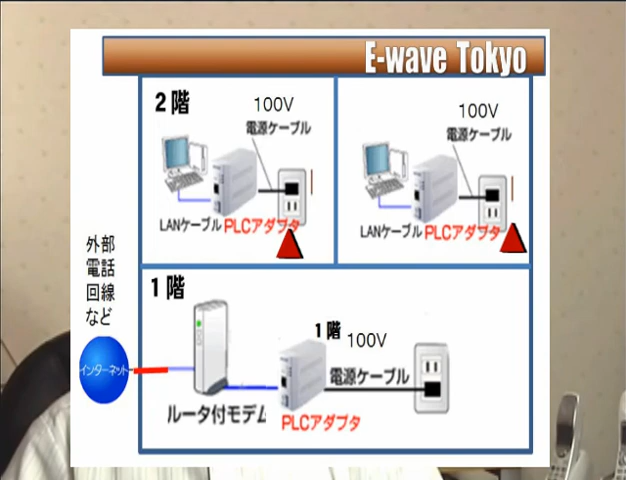 E-wave Tokyo
2階
100V
電源ケーブル
LANケーブル PLCアダプタ
100V
電源ケーブル
LANケーブル PLCアダプタ
外部
電話
回線
など
インターネット
1階
ルータ付モデム
1階 100V
電源ケーブル
PLCアダプタ